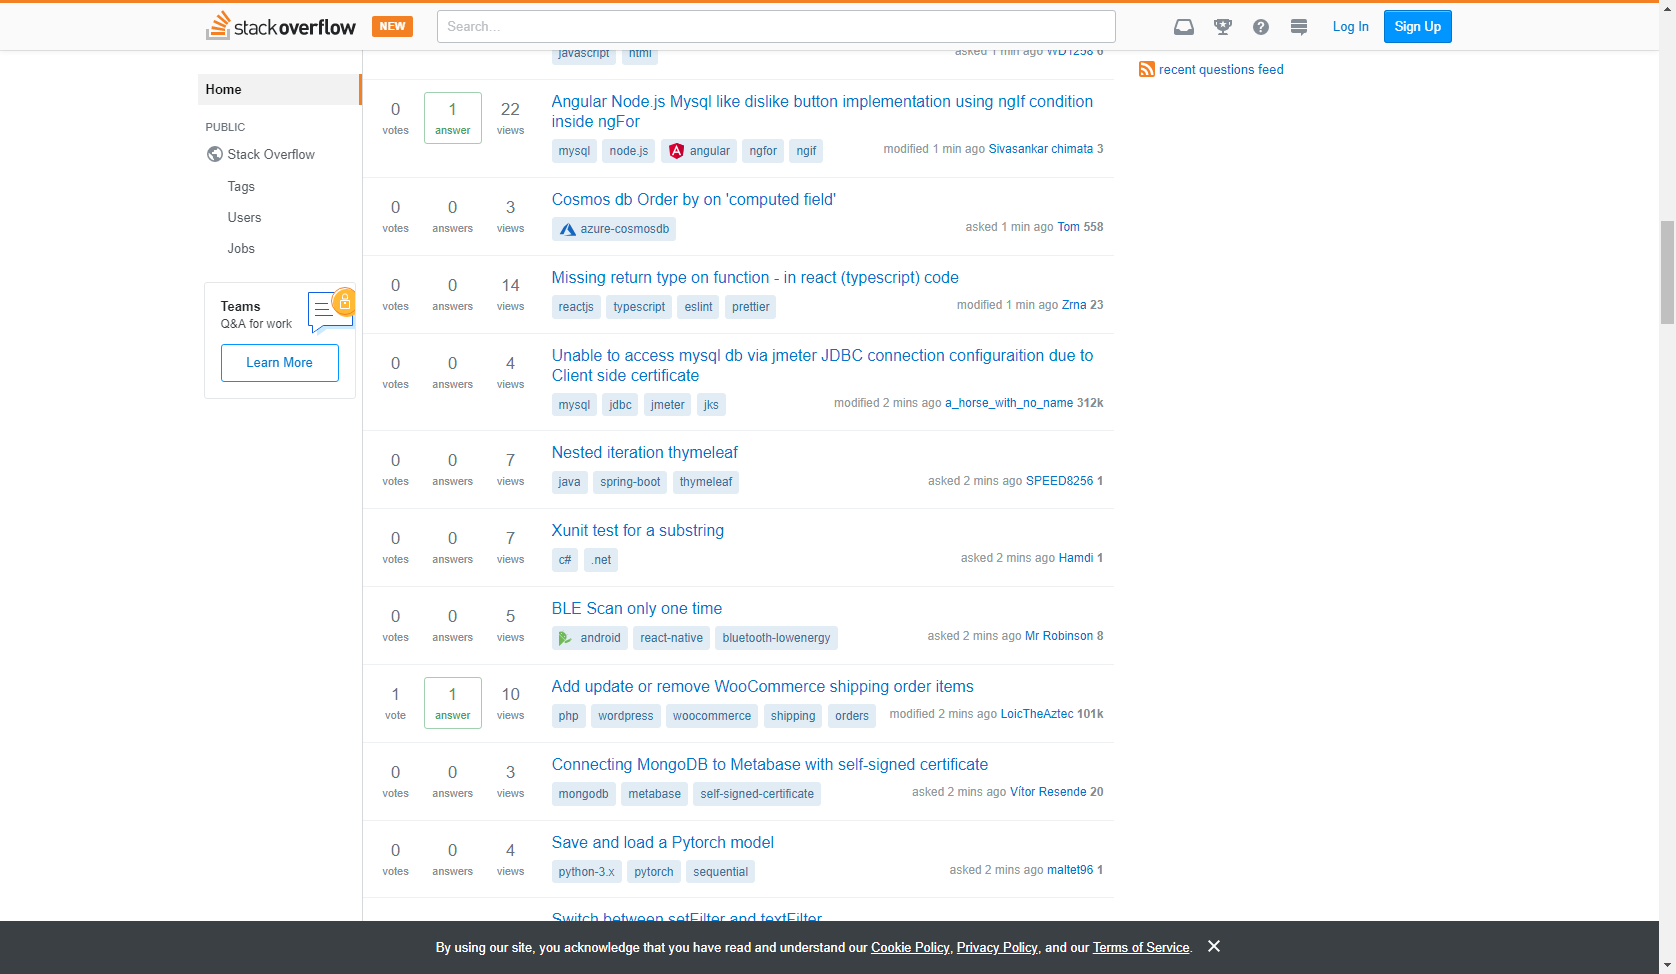 stackoverflow NEW Search... Log In Sign Up
javascript html asked 1 min ago WD1258 6
recent questions feed
Home
PUBLIC
Stack Overflow
Tags
Users
Jobs
Teams
Q&A for work
Learn More
0 votes 1 answer 22 views
Angular Node.js Mysql like dislike button implementation using ngIf condition
inside ngFor
mysql node.js angular ngfor ngif modified 1 min ago Sivasankar chimata 3
0 votes 0 answers 3 views
Cosmos db Order by on 'computed field'
azure-cosmosdb asked 1 min ago Tom 558
0 votes 0 answers 14 views
Missing return type on function - in react (typescript) code
reactjs typescript eslint prettier modified 1 min ago Zrna 23
0 votes 0 answers 4 views
Unable to access mysql db via jmeter JDBC connection configuraition due to
Client side certificate
mysql jdbc jmeter jks modified 2 mins ago a_horse_with_no_name 312k
0 votes 0 answers 7 views
Nested iteration thymeleaf
java spring-boot thymeleaf asked 2 mins ago SPEED8256 1
0 votes 0 answers 7 views
Xunit test for a substring
c# .net asked 2 mins ago Hamdi 1
0 votes 0 answers 5 views
BLE Scan only one time
android react-native bluetooth-lowenergy asked 2 mins ago Mr Robinson 8
1 vote 1 answer 10 views
Add update or remove WooCommerce shipping order items
php wordpress woocommerce shipping orders modified 2 mins ago LoicTheAztec 101k
0 votes 0 answers 3 views
Connecting MongoDB to Metabase with self-signed certificate
mongodb metabase self-signed-certificate asked 2 mins ago Vítor Resende 20
0 votes 0 answers 4 views
Save and load a Pytorch model
python-3.x pytorch sequential asked 2 mins ago maltet96 1
Switch between setFilter and textFilter
By using our site, you acknowledge that you have read and understand our Cookie Policy, Privacy Policy, and our Terms of Service.